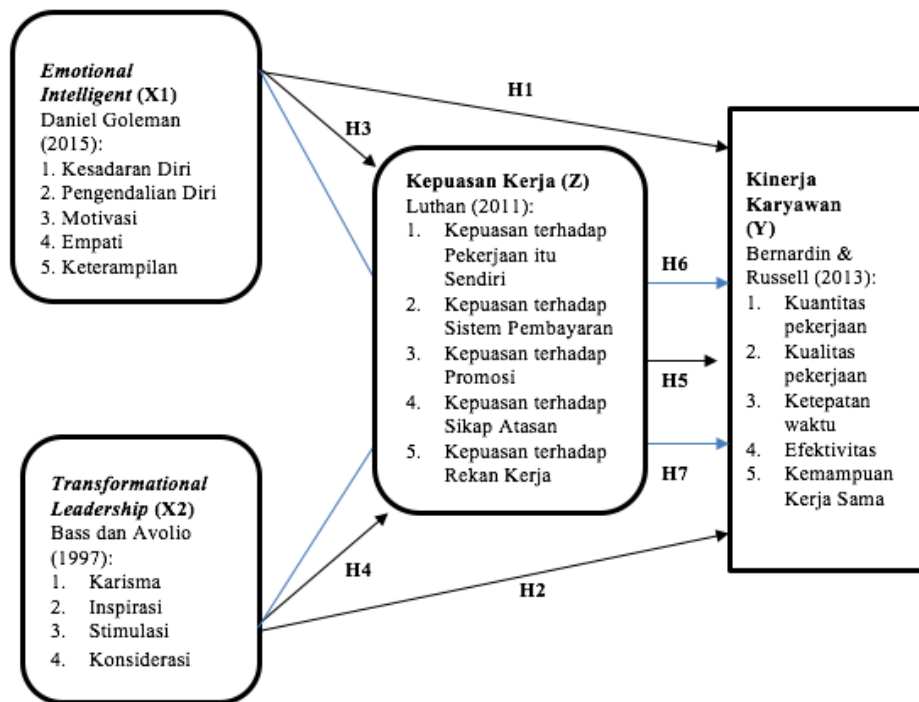 Emotional
Intelligent (X1)
Daniel Goleman
(2015):
1. Kesadaran Diri
2. Pengendalian Diri
3. Motivasi
4. Empati
5. Keterampilan
H1
H3
Kepuasan Kerja (Z)
Luthan (2011):
1. Kepuasan terhadap
Pekerjaan itu
Sendiri
2. Kepuasan terhadap
Sistem Pembayaran
3. Kepuasan terhadap
Promosi
4. Kepuasan terhadap
Sikap Atasan
5. Kepuasan terhadap
Rekan Kerja
H6
H5
H7
Kinerja
Karyawan
(Y)
Bernardin &
Russell (2013):
1. Kuantitas
pekerjaan
2. Kualitas
pekerjaan
3. Ketepatan
waktu
4. Efektivitas
5. Kemampuan
Kerja Sama
Transformational
Leadership (X2)
Bass dan Avolio
(1997):
1. Karisma
2. Inspirasi
3. Stimulasi
4. Konsiderasi
H4
H2